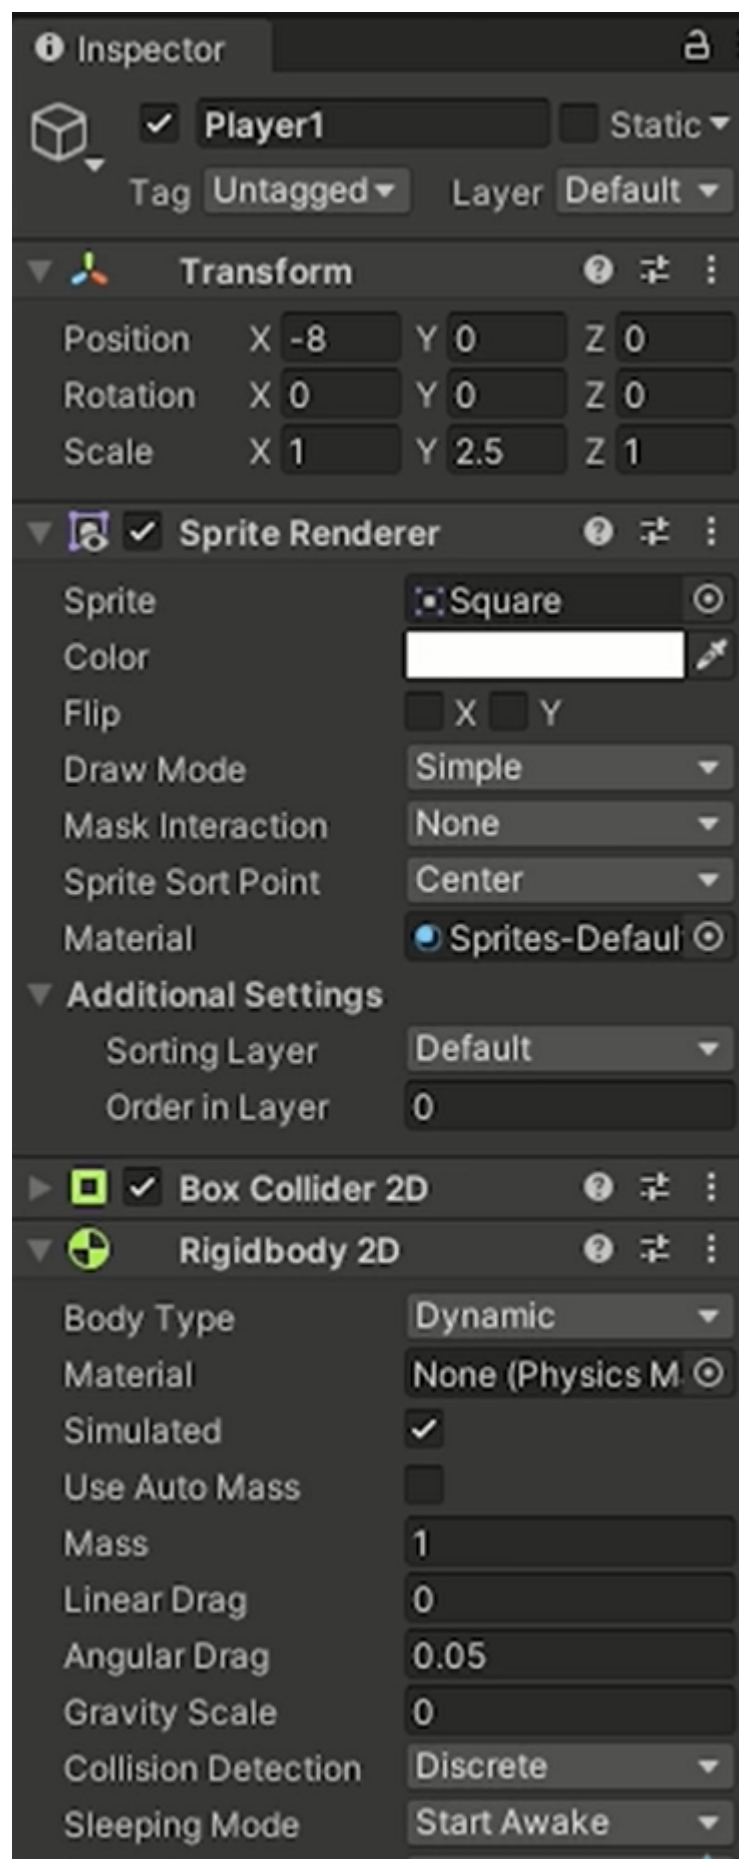 Inspector
Player1 Static
Tag Untagged Layer Default
Transform
Position X -8 Y 0 Z 0
Rotation X 0 Y 0 Z 0
Scale X 1 Y 2.5 Z 1
Sprite Renderer
Sprite Square
Color
Flip X Y
Draw Mode Simple
Mask Interaction None
Sprite Sort Point Center
Material Sprites-Defaul
Additional Settings
Sorting Layer Default
Order in Layer 0
Box Collider 2D
Rigidbody 2D
Body Type Dynamic
Material None (Physics M
Simulated
Use Auto Mass
Mass 1
Linear Drag 0
Angular Drag 0.05
Gravity Scale 0
Collision Detection Discrete
Sleeping Mode Start Awake